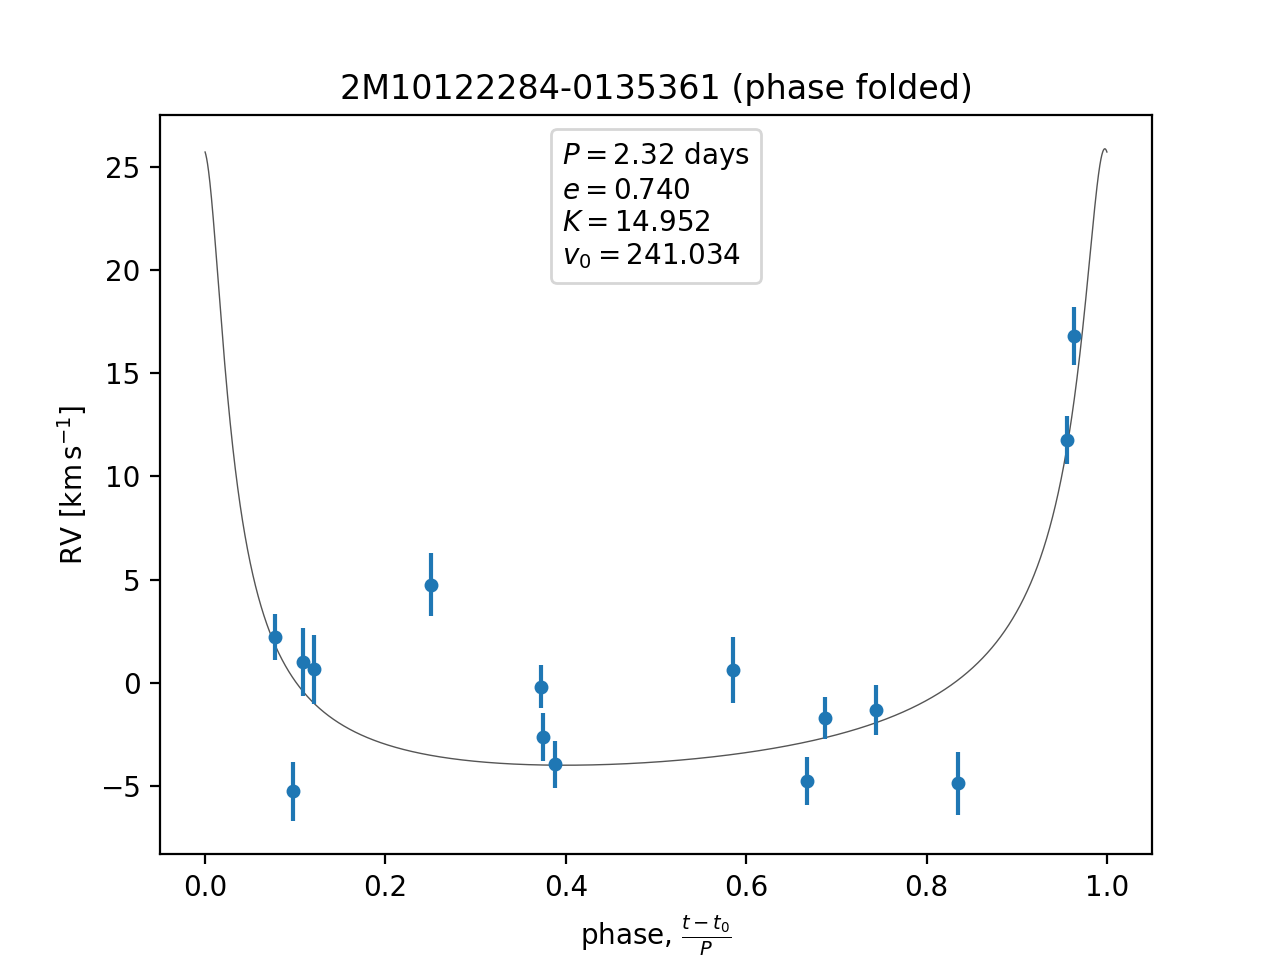 2M10122284-0135361 (phase folded)
P = 2.32 days
e = 0.740
K = 14.952
v₀ = 241.034
RV [km s⁻¹]
25
20
15
10
5
0
−5
0.0 0.2 0.4 0.6 0.8 1.0
phase, (t − t₀)/P